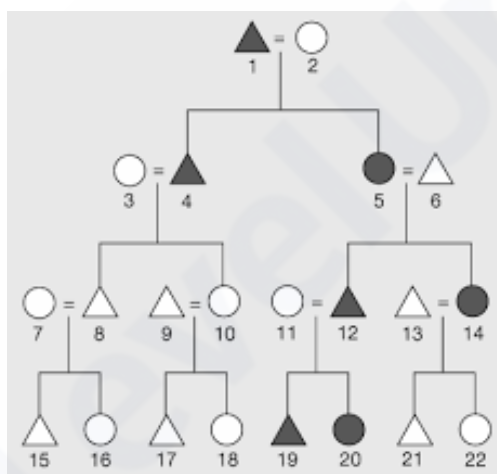 =
1 2
= =
3 4 5 6
= = = =
7 8 9 10 11 12 13 14
15 16 17 18 19 20 21 22